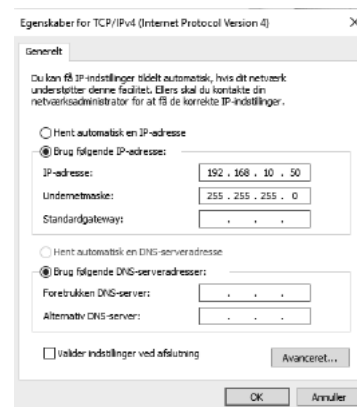 Egenskaber for TCP/IPv4 (Internet Protocol Version 4)
Generelt
Du kan få IP-indstillinger tildelt automatisk, hvis dit netværk
understøtter denne facilitet. Ellers skal du kontakte din
netværksadministrator for at få de korrekte IP-indstillinger.
Hent automatisk en IP-adresse
Brug følgende IP-adresse:
IP-adresse: 192 . 168 . 10 . 50
Undernetmaske: 255 . 255 . 255 . 0
Standardgateway: . . .
Hent automatisk en DNS-serveradresse
Brug følgende DNS-serveradresser:
Foretrukken DNS-server: . . .
Alternativ DNS-server: . . .
Valider indstillinger ved afslutning
Avanceret...
OK Annuller